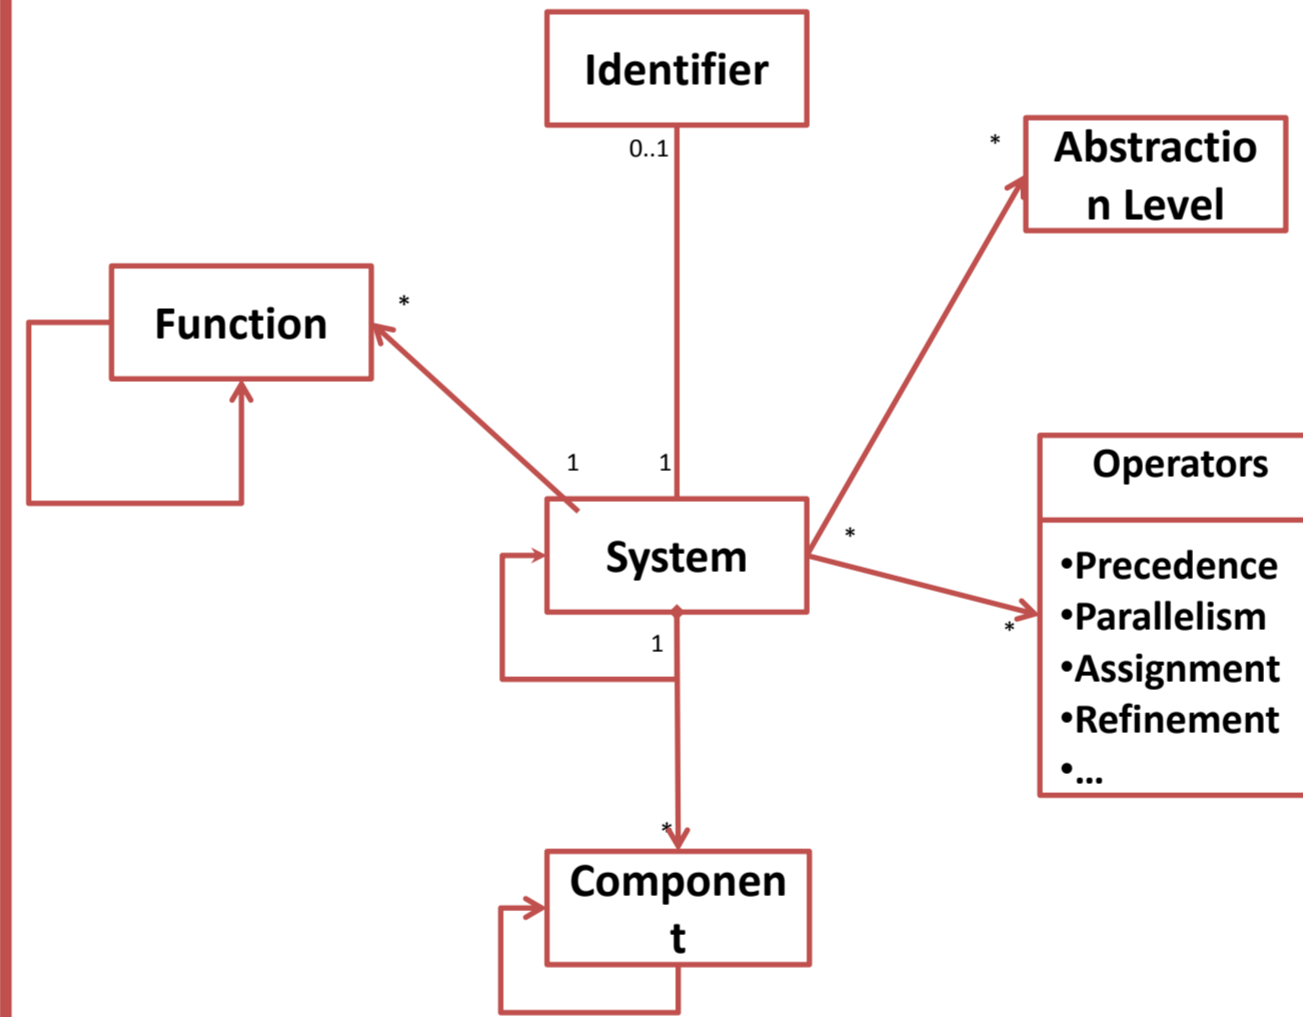 Identifier
0..1
*
Abstractio
n Level
Function
*
1
1
System
*
Operators
•Precedence
•Parallelism
•Assignment
•Refinement
•...
*
1
*
Componen
t